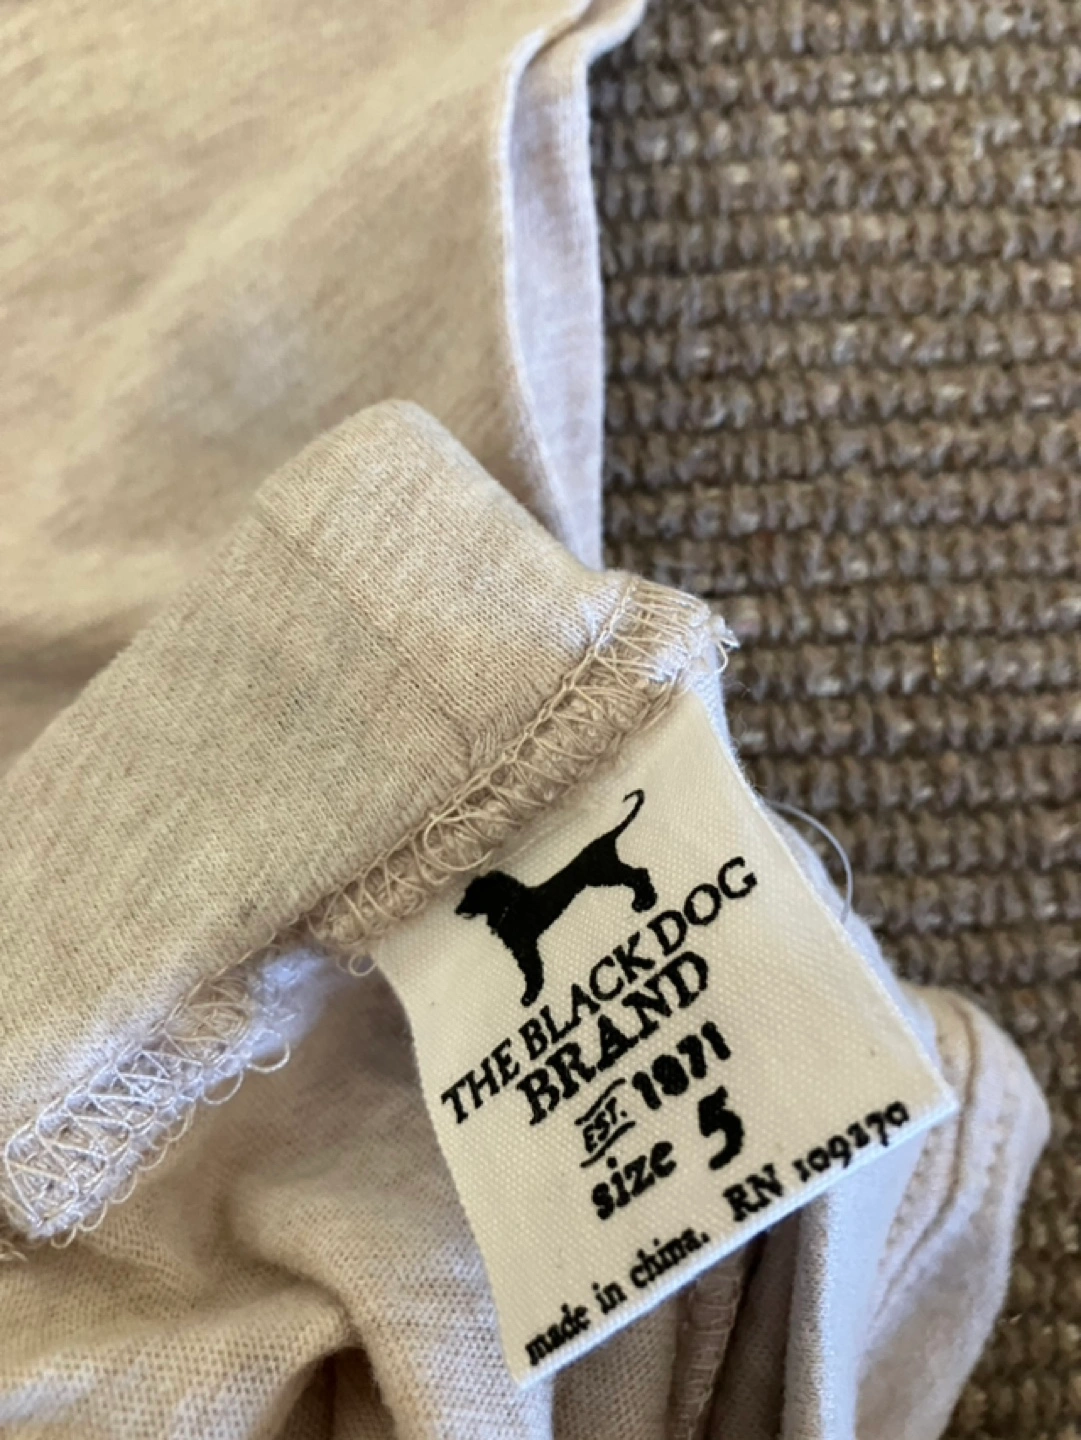 THE BLACK DOG
BRAND
EST. 1971
size 5
made in china. RN 109270